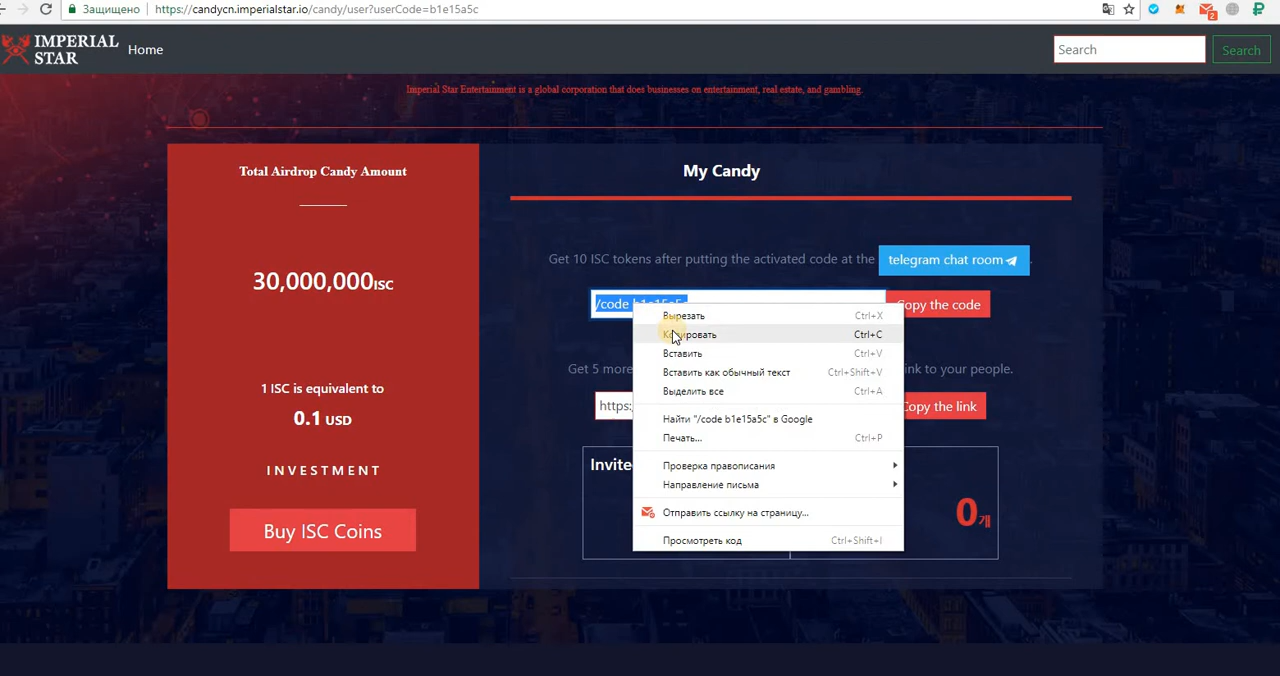 Защищено
https://candycn.imperialstar.io/candy/user?userCode=b1e15a5c
2
IMPERIAL
STAR
Home
Search
Search
Imperial Star Entertainment is a global corporation that does businesses on entertainment, real estate, and gambling.
Total Airdrop Candy Amount
30,000,000ISC
1 ISC is equivalent to
0.1 USD
INVESTMENT
Buy ISC Coins
My Candy
Get 10 ISC tokens after putting the activated code at the telegram chat room .
/code b1e15a5c
Copy the code
Get 5 more
link to your people.
https:
Copy the link
Invite
0개
Вырезать Ctrl+X
Копировать Ctrl+C
Вставить Ctrl+V
Вставить как обычный текст Ctrl+Shift+V
Выделить все Ctrl+A
Найти "/code b1e15a5c" в Google
Печать... Ctrl+P
Проверка правописания
Направление письма
Отправить ссылку на страницу...
Просмотреть код Ctrl+Shift+I